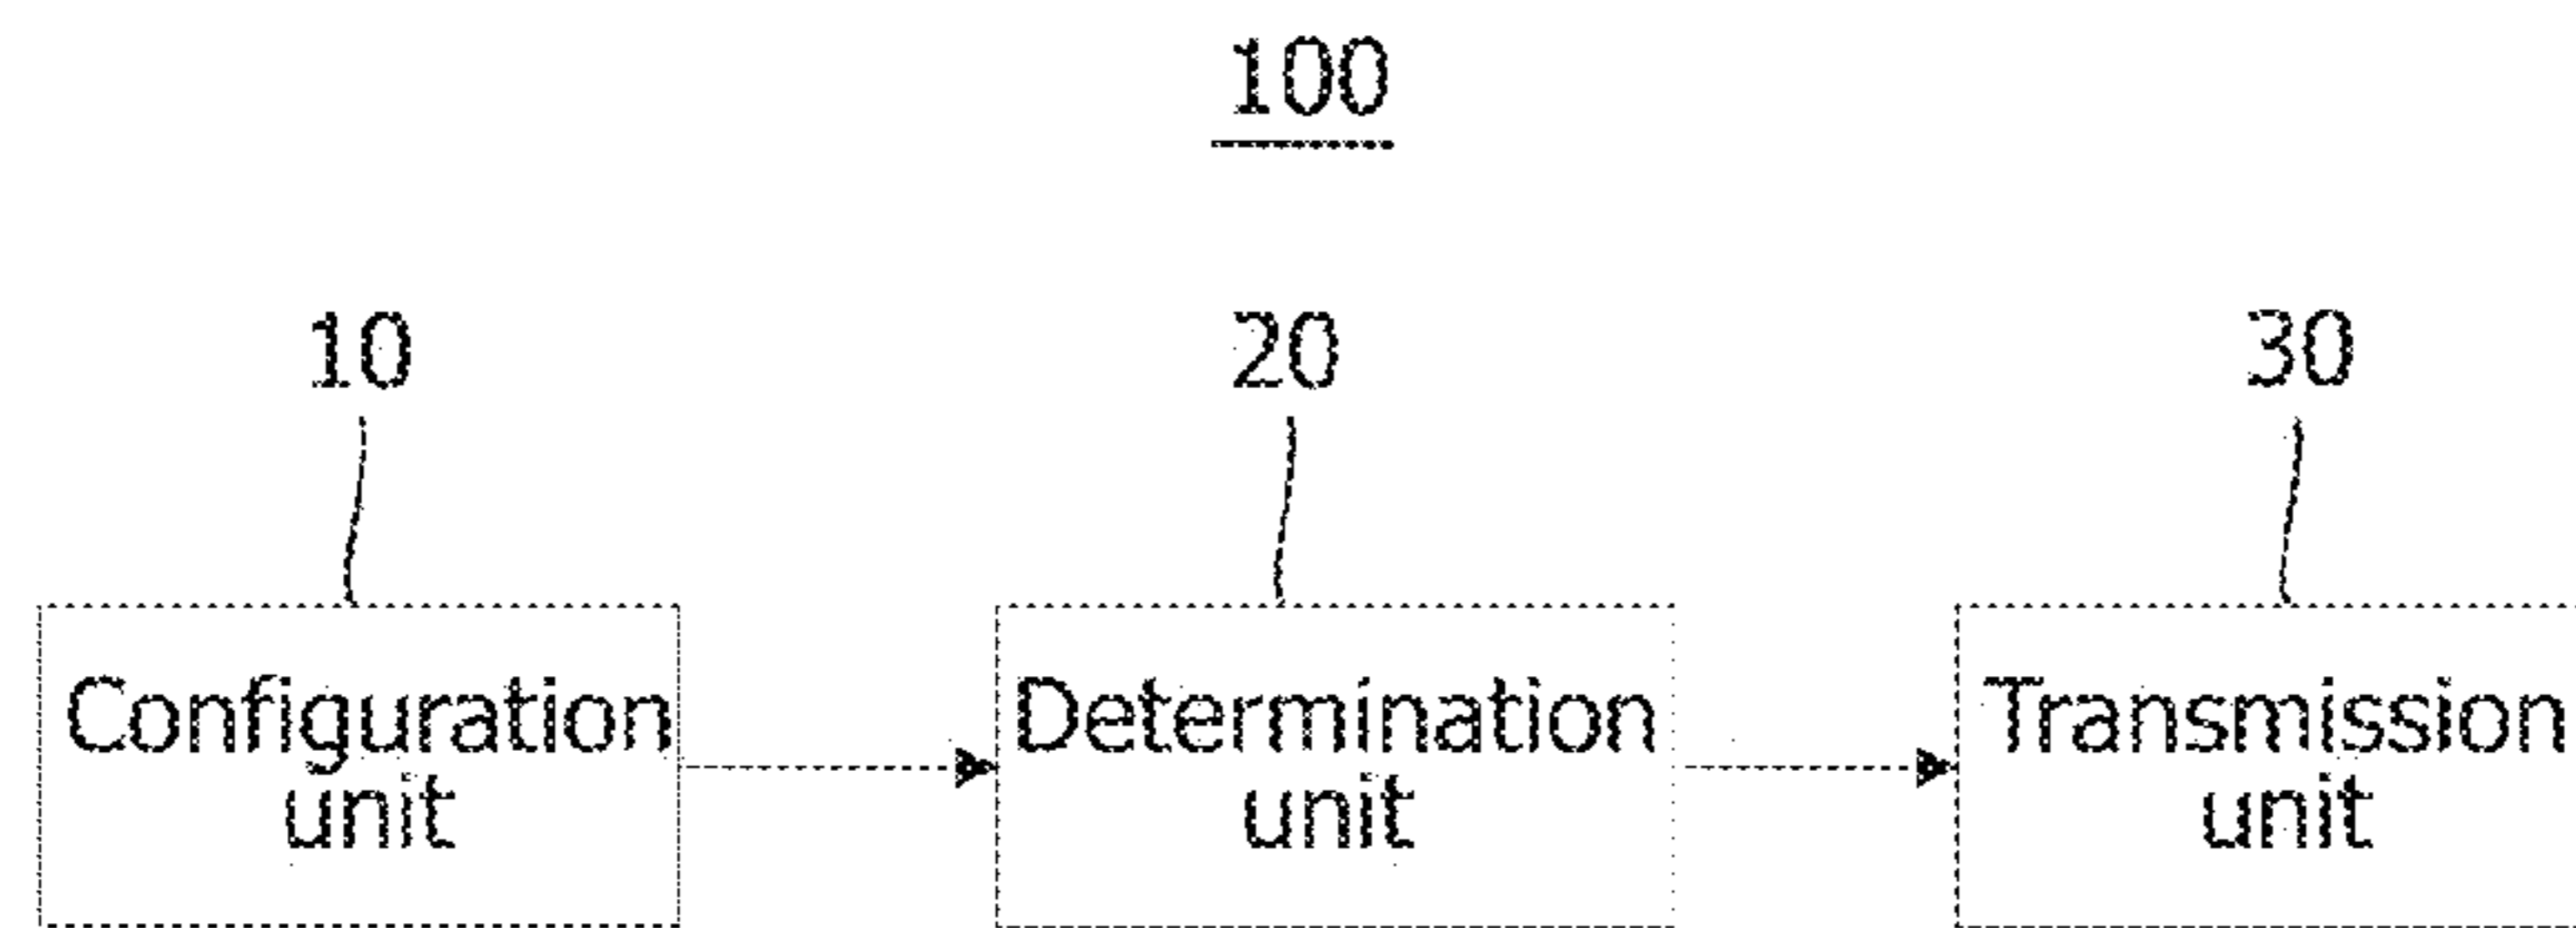 100
10
20
30
Configuration
unit
Determination
unit
Transmission
unit